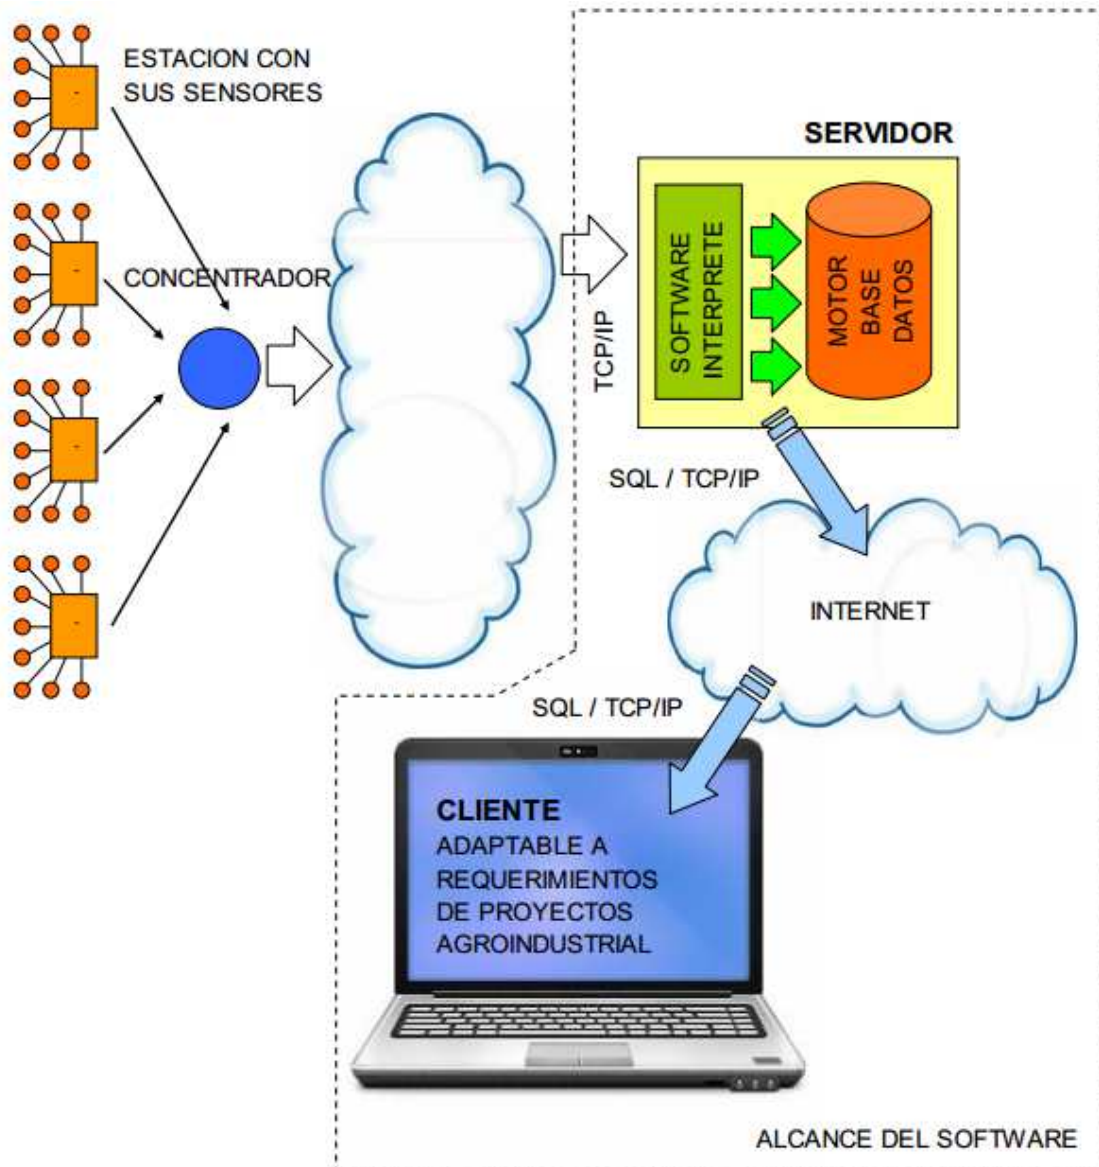 ESTACION CON
SUS SENSORES
CONCENTRADOR
SERVIDOR
SOFTWARE
INTERPRETE
MOTOR
BASE
DATOS
TCP/IP
SQL / TCP/IP
INTERNET
SQL / TCP/IP
CLIENTE
ADAPTABLE A
REQUERIMIENTOS
DE PROYECTOS
AGROINDUSTRIAL
ALCANCE DEL SOFTWARE